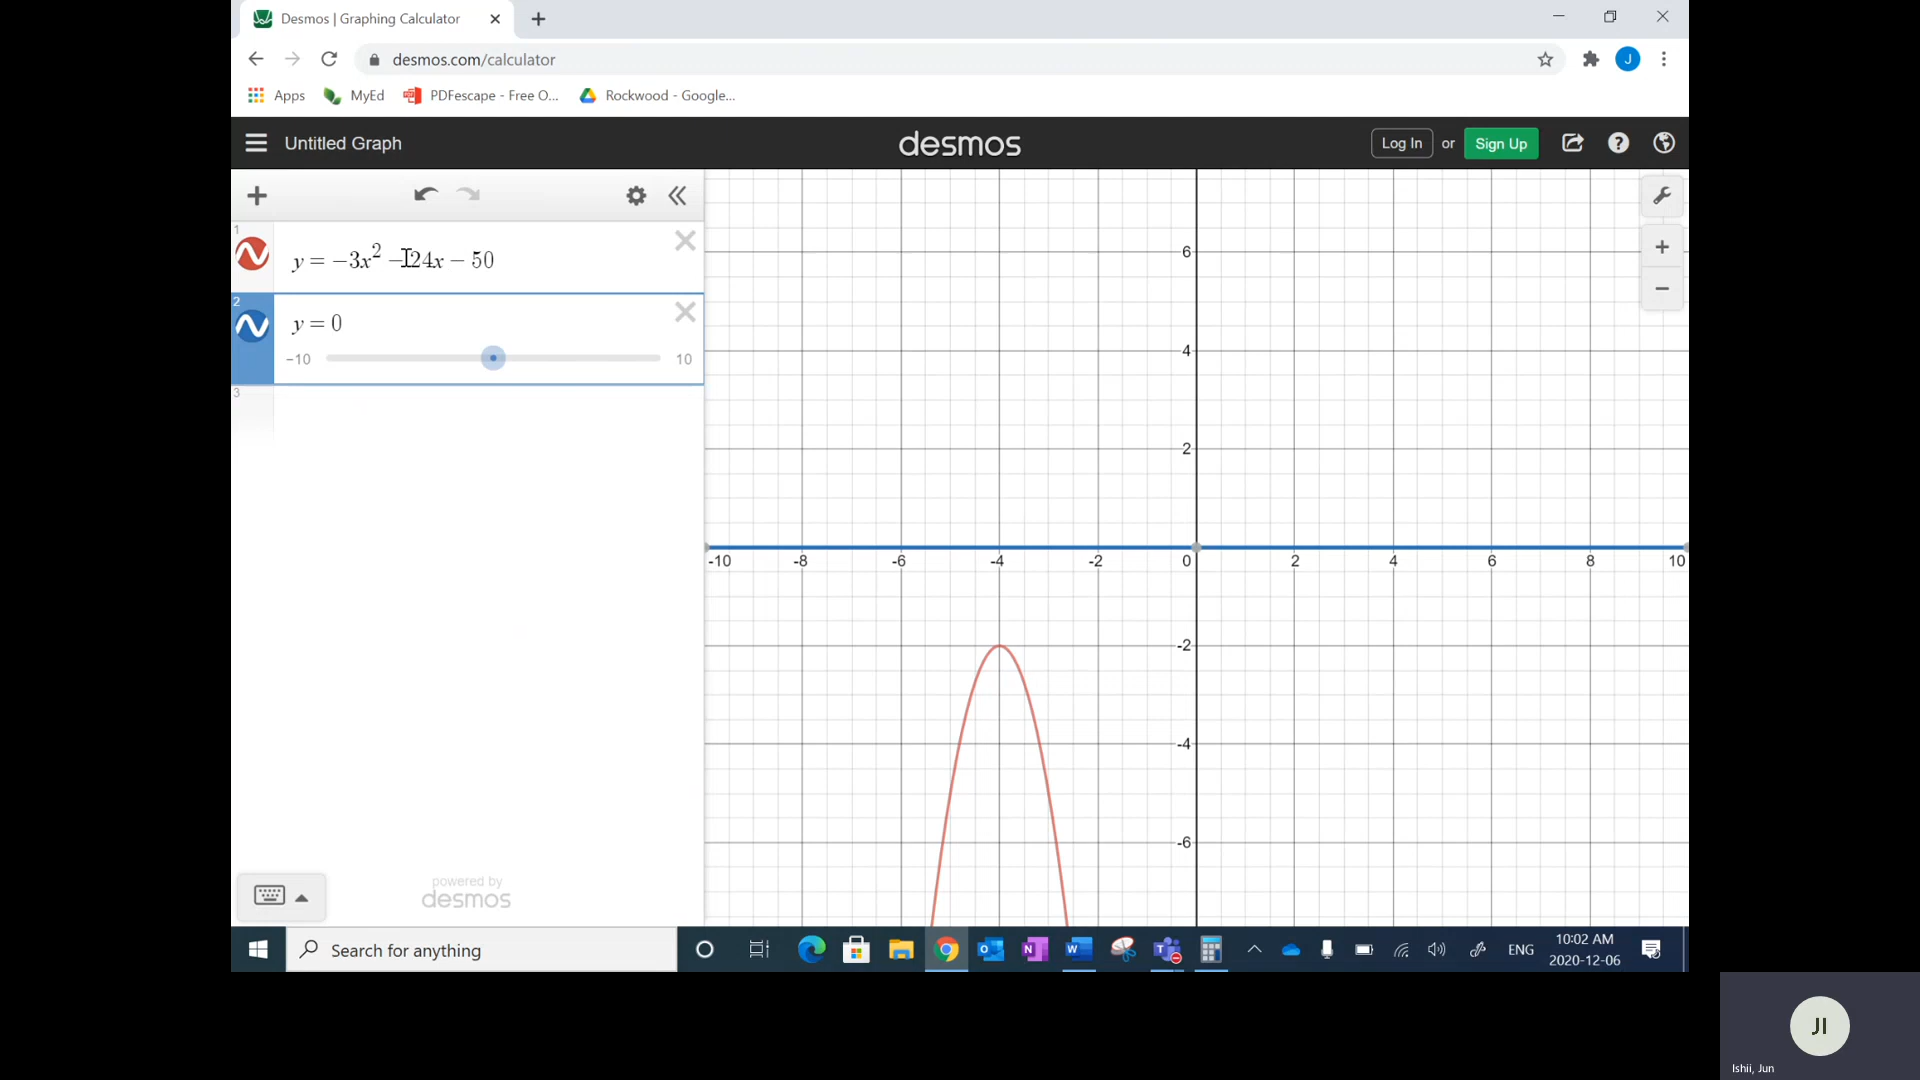 Desmos | Graphing Calculator
desmos.com/calculator
J
Apps MyEd PDFescape - Free O... Rockwood - Google...
Untitled Graph desmos Log In or Sign Up
1
y = −3x² − 24x − 50
2
y = 0
−10 10
3
6
4
2
-10 -8 -6 -4 -2 0 2 4 6 8 10
-2
-4
-6
powered by
desmos
Search for anything
ENG
10:02 AM
2020-12-06
JI
Ishii, Jun